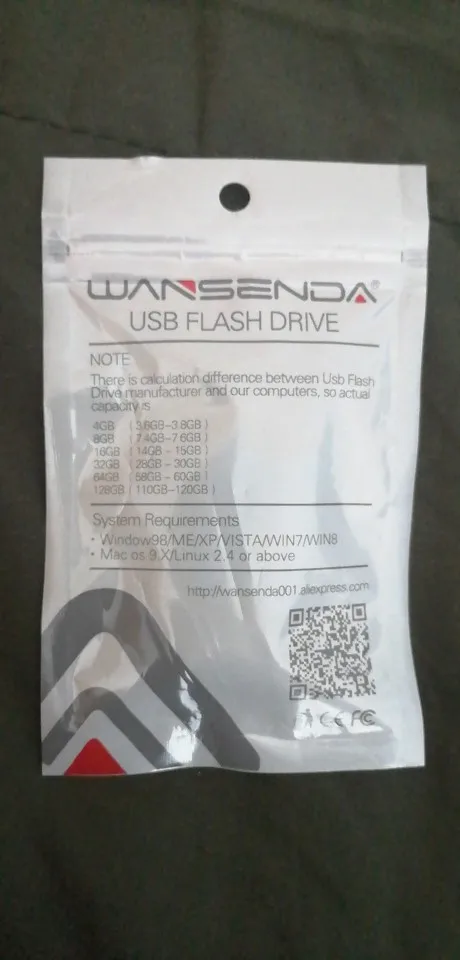 WANSENDA®
USB FLASH DRIVE
NOTE
There is calculation difference between Usb Flash
Drive manufacturer and our computers, so actual
capacity is
4GB ( 3.6GB-3.8GB )
8GB ( 7.4GB-7.6GB )
16GB ( 14GB - 15GB )
32GB ( 28GB - 30GB )
64GB ( 58GB - 60GB )
128GB ( 110GB-120GB )
System Requirements
• Window98/ME/XP/VISTA/WIN7/WIN8
• Mac os 9.X/Linux 2.4 or above
http://wansenda001.aliexpress.com
CE FC